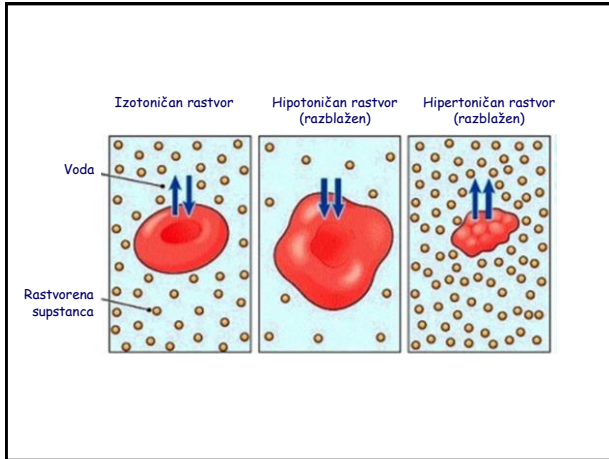 Izotoničan rastvor
Hipotoničan rastvor
(razblažen)
Hipertoničan rastvor
(razblažen)
Voda
Rastvorena
supstanca